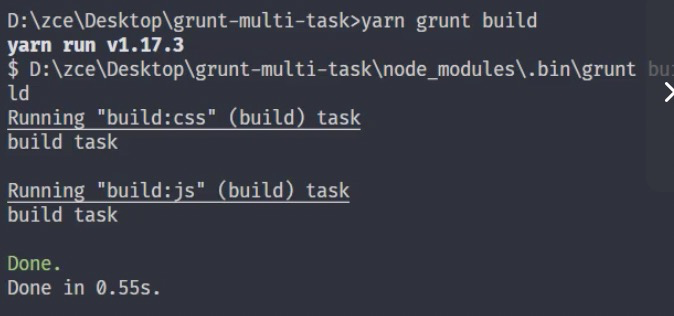 D:\zce\Desktop\grunt-multi-task>yarn grunt build
yarn run v1.17.3
$ D:\zce\Desktop\grunt-multi-task\node_modules\.bin\grunt bui
ld
Running "build:css" (build) task
build task
Running "build:js" (build) task
build task
Done.
Done in 0.55s.